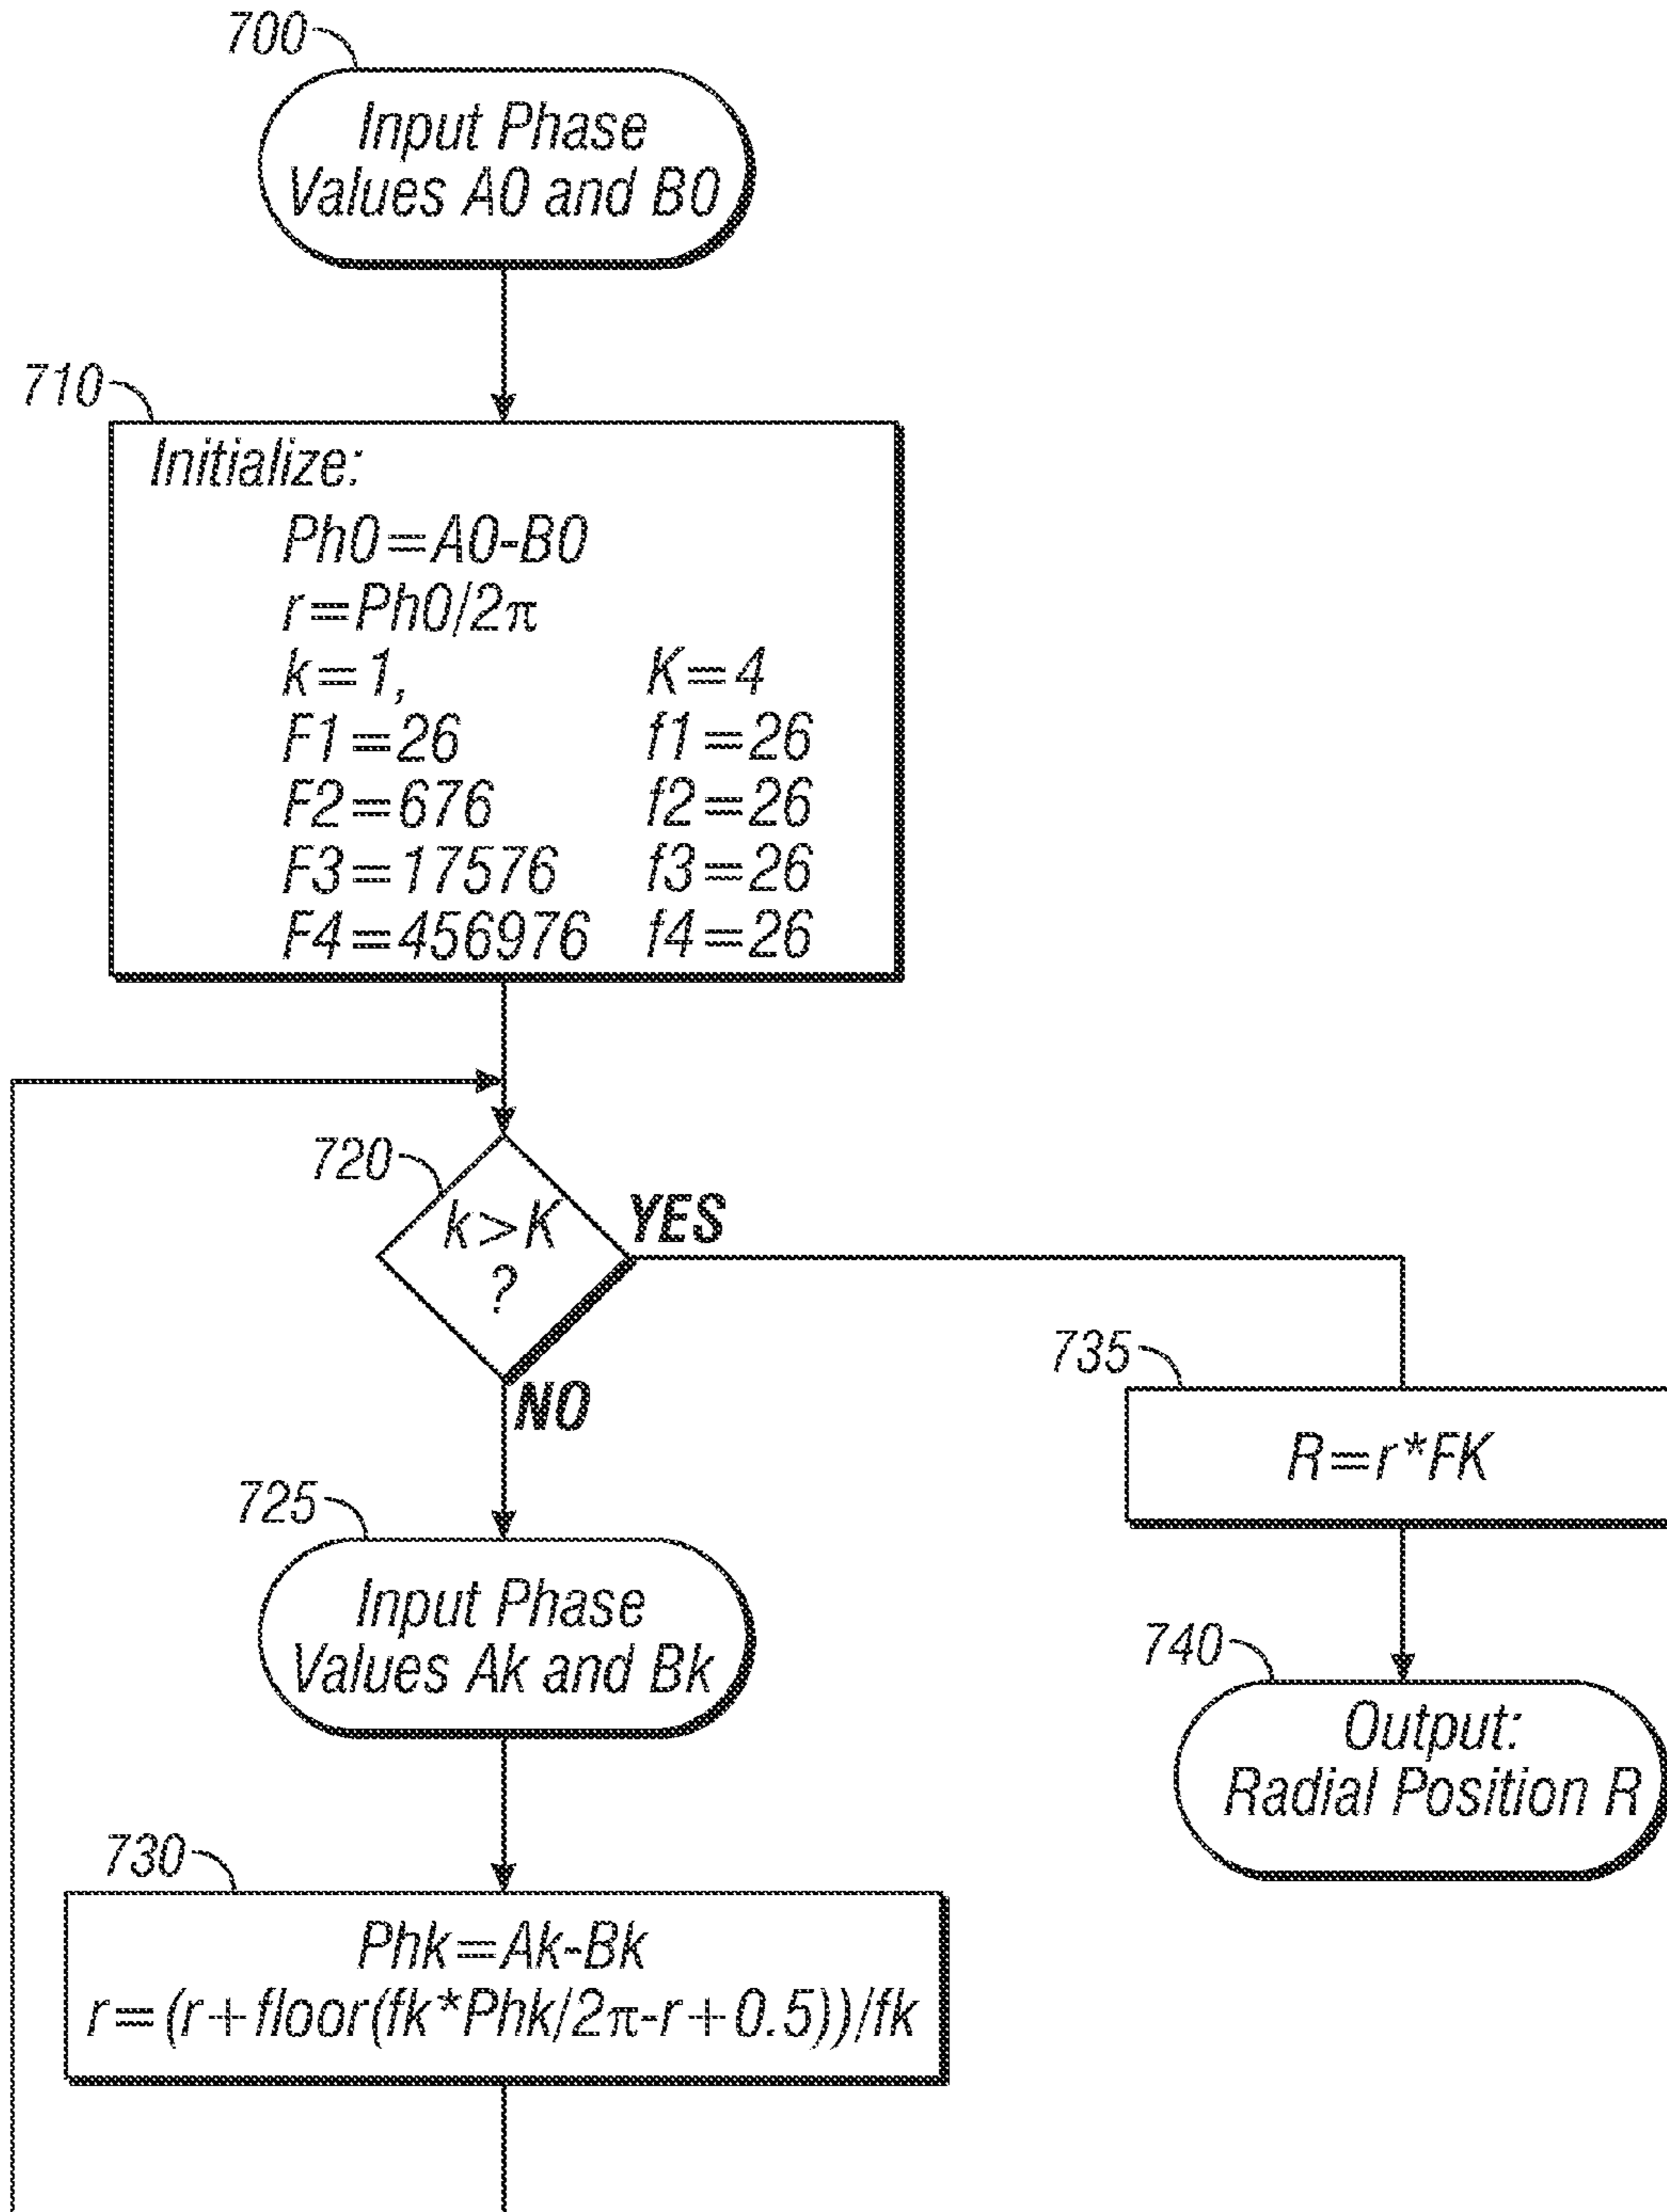 700
Input Phase
Values A0 and B0
710
Initialize:
Ph0=A0-B0
r=Ph0/2π
k=1, K=4
F1=26 f1=26
F2=676 f2=26
F3=17576 f3=26
F4=456976 f4=26
720
k>K
?
YES
NO
735
R=r*FK
725
Input Phase
Values Ak and Bk
740
Output:
Radial Position R
730
Phk=Ak-Bk
r=(r+floor(fk*Phk/2π-r+0.5))/fk